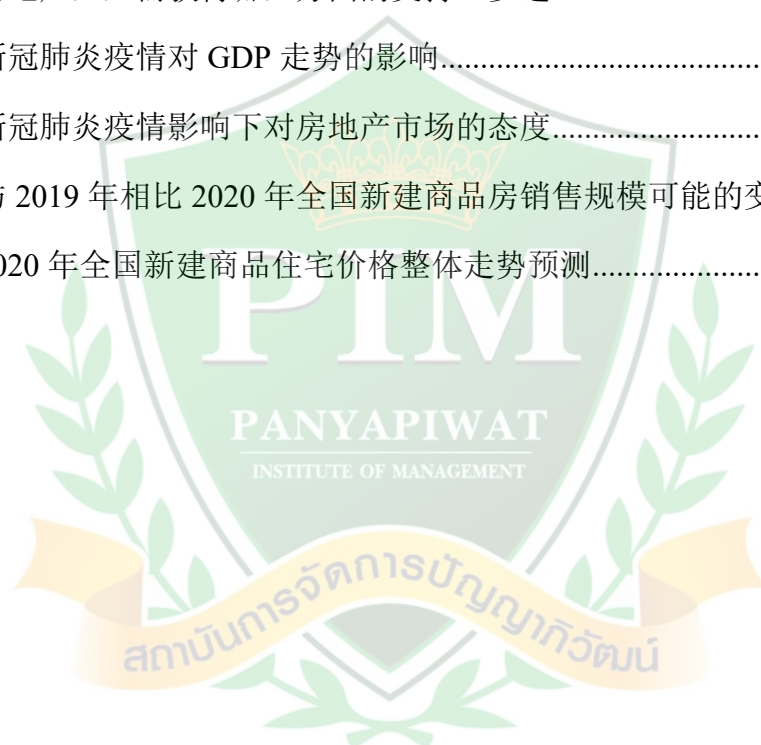 新冠肺炎疫情对 GDP 走势的影响......................................
新冠肺炎疫情影响下对房地产市场的态度........................
与 2019 年相比 2020 年全国新建商品房销售规模可能的变
2020 年全国新建商品住宅价格整体走势预测....................
PIM
PANYAPIWAT
INSTITUTE OF MANAGEMENT
สถาบันการจัดการปัญญาภิวัฒน์